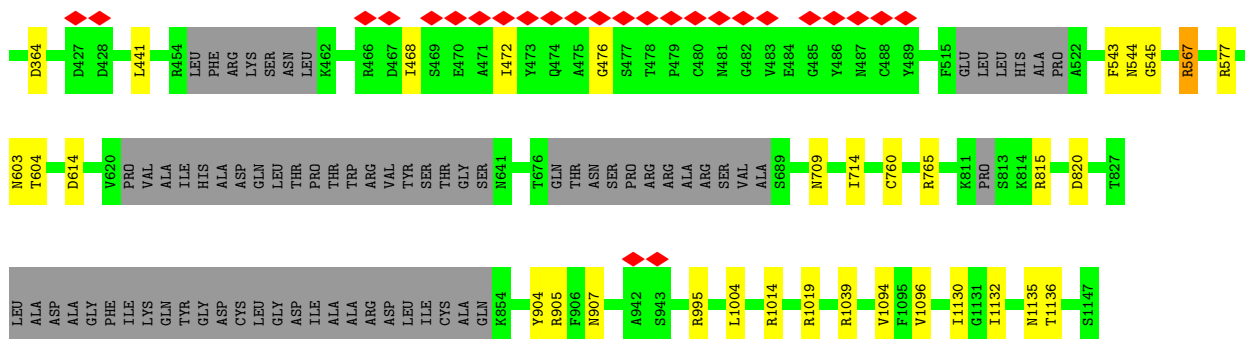 D364 D427 D428 L441 R454 LEU PHE ARG LYS SER ASN LEU K462 R466 D467 I468 S469 E470 A471 I472 Y473 Q474 A475 G476 S477 T478 P479 C480 N481 G482 V483 E484 G485 Y486 N487 C488 Y489 F515 GLU LEU LEU HIS ALA PRO A522 F543 N544 G545 R567 R577
N603 T604 D614 V620 PRO VAL ALA ILE HIS ALA ASP GLN LEU THR PRO THR TRP ARG VAL TYR SER THR GLY SER N641 T676 GLN THR ASN SER PRO ARG ARG ALA ARG SER VAL ALA S689 N709 I714 C760 R765 K811 PRO S813 K814 R815 D820 T827
LEU ALA ASP ALA GLY PHE ILE LYS GLN TYR GLY ASP CYS LEU GLY ASP ILE ALA ALA ARG ASP LEU ILE CYS ALA GLN K854 Y904 R905 F906 N907 A942 S943 R995 L1004 R1014 R1019 R1039 V1094 F1095 V1096 I1130 G1131 I1132 N1135 T1136 S1147